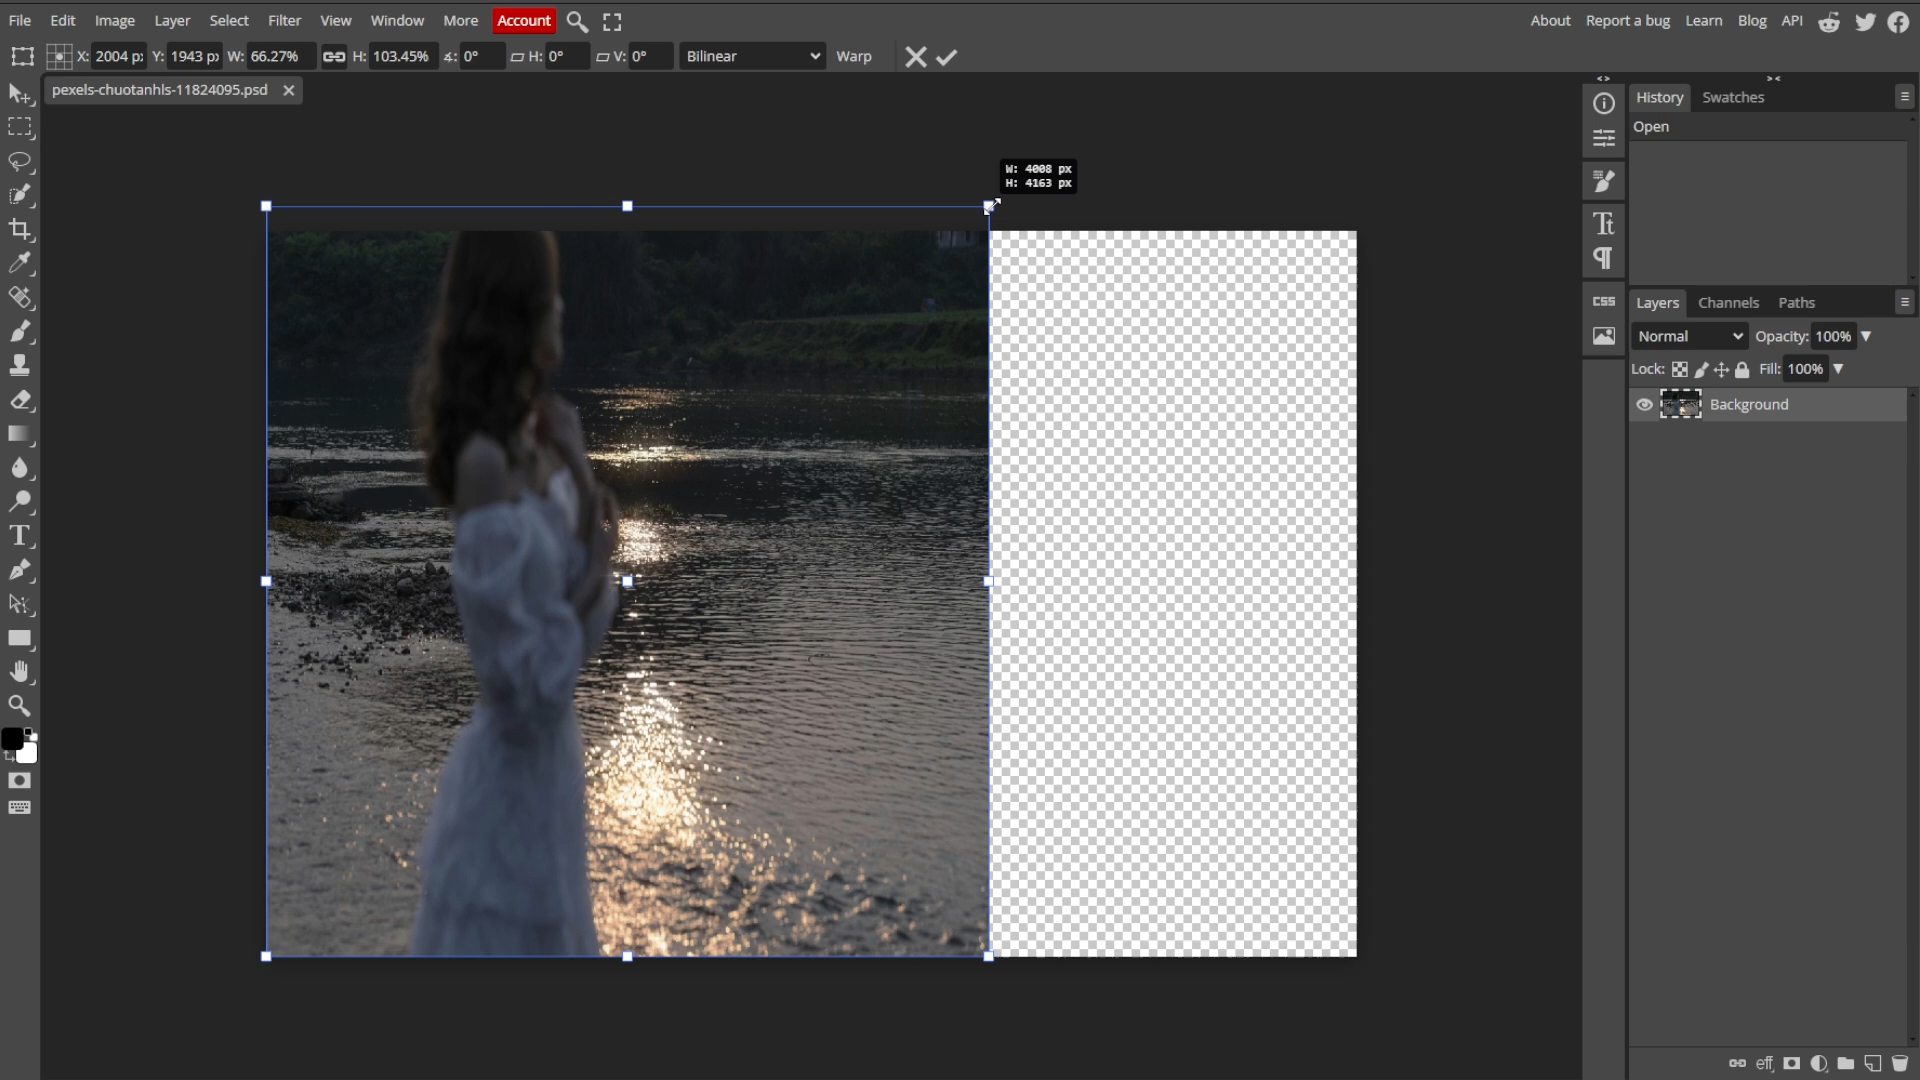 File Edit Image Layer Select Filter View Window More Account About Report a bug Learn Blog API
X: 2004 p Y: 1943 p W: 66.27% H: 103.45% ∡: 0° H: 0° V: 0° Bilinear Warp
pexels-chuotanhls-11824095.psd
W: 4008 px
H: 4163 px
History Swatches
Open
CSS
Layers Channels Paths
Normal Opacity: 100%
Lock: Fill: 100%
Background
eff